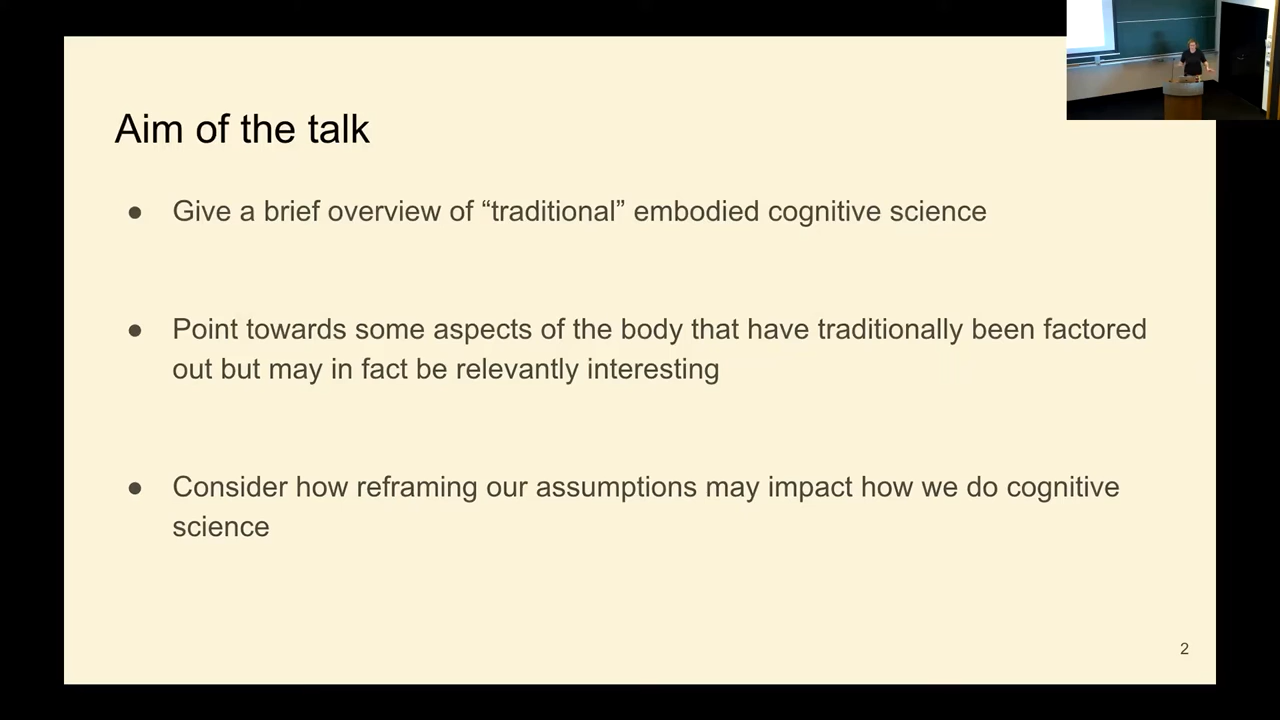 Aim of the talk
● Give a brief overview of “traditional” embodied cognitive science
● Point towards some aspects of the body that have traditionally been factored
out but may in fact be relevantly interesting
● Consider how reframing our assumptions may impact how we do cognitive
science
2